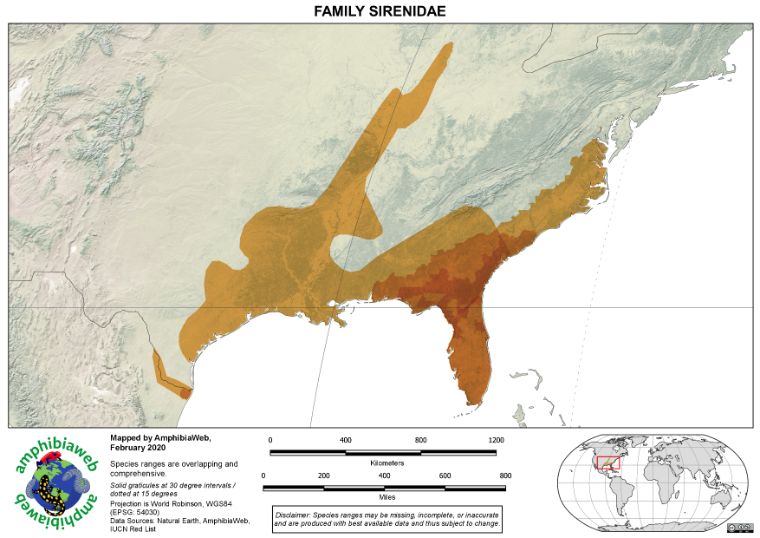 FAMILY SIRENIDAE
amphibiaweb
amphibiaweb
Mapped by AmphibiaWeb,
February 2020
Species ranges are overlapping and
comprehensive.
Solid graticules at 30 degree intervals /
dotted at 15 degrees
Projection is World Robinson, WGS84
(EPSG: 54030)
Data Sources: Natural Earth, AmphibiaWeb,
IUCN Red List
0 400 800 1200
Kilometers
0 200 400 600 800
Miles
Disclaimer: Species ranges may be missing, incomplete, or inaccurate
and are produced with best available data and thus subject to change.